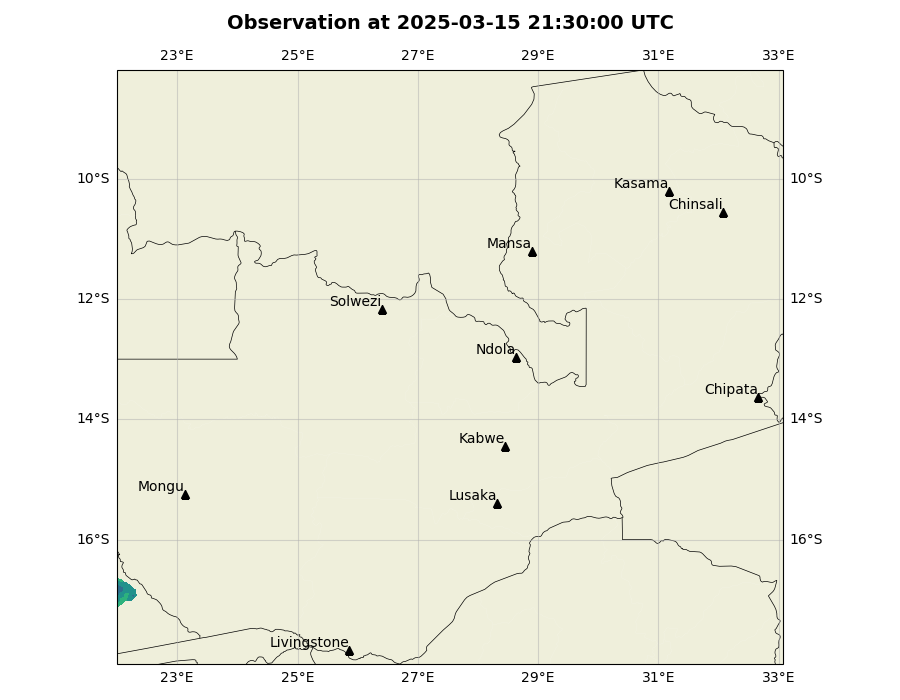 Observation at 2025-03-15 21:30:00 UTC
23°E 25°E 27°E 29°E 31°E 33°E
10°S 10°S
Kasama
Chinsali
Mansa
12°S 12°S
Solwezi
Ndola
Chipata
14°S 14°S
Kabwe
Mongu
Lusaka
16°S 16°S
Livingstone
23°E 25°E 27°E 29°E 31°E 33°E